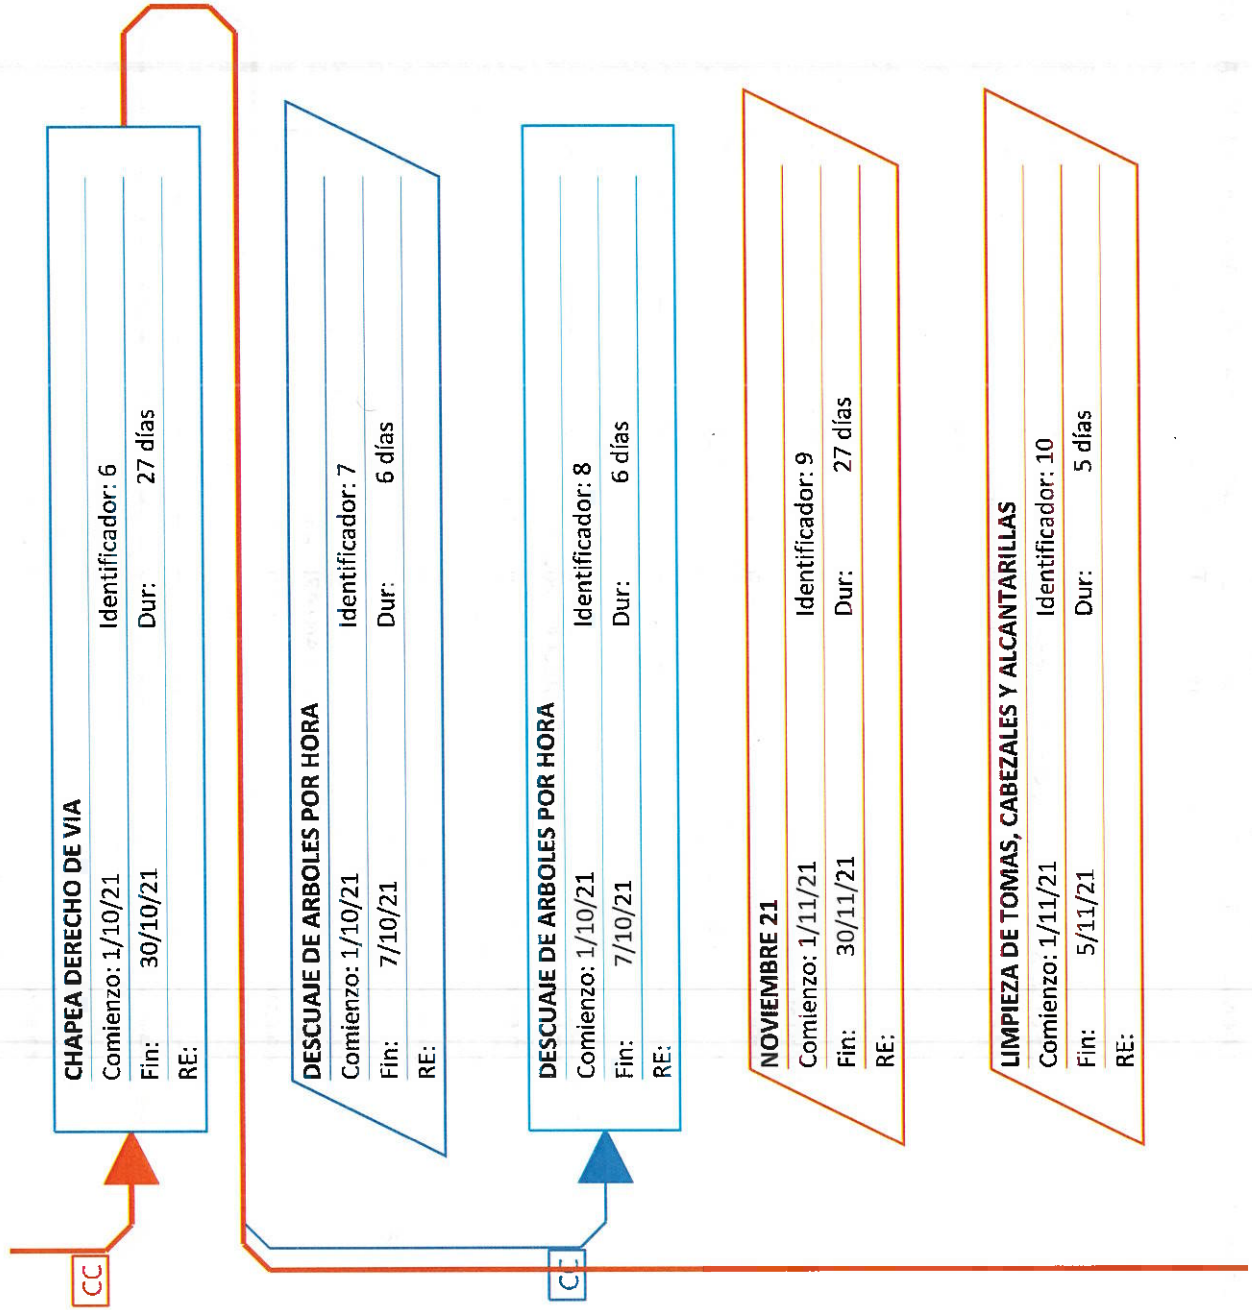 CC
CHAPEA DERECHO DE VIA
Comienzo: 1/10/21 Identificador: 6
Fin: 30/10/21 Dur: 27 días
RE:
DESCUAJE DE ARBOLES POR HORA
Comienzo: 1/10/21 Identificador: 7
Fin: 7/10/21 Dur: 6 días
RE:
CC
DESCUAJE DE ARBOLES POR HORA
Comienzo: 1/10/21 Identificador: 8
Fin: 7/10/21 Dur: 6 días
RE:
NOVIEMBRE 21
Comienzo: 1/11/21 Identificador: 9
Fin: 30/11/21 Dur: 27 días
RE:
LIMPIEZA DE TOMAS, CABEZALES Y ALCANTARILLAS
Comienzo: 1/11/21 Identificador: 10
Fin: 5/11/21 Dur: 5 días
RE: